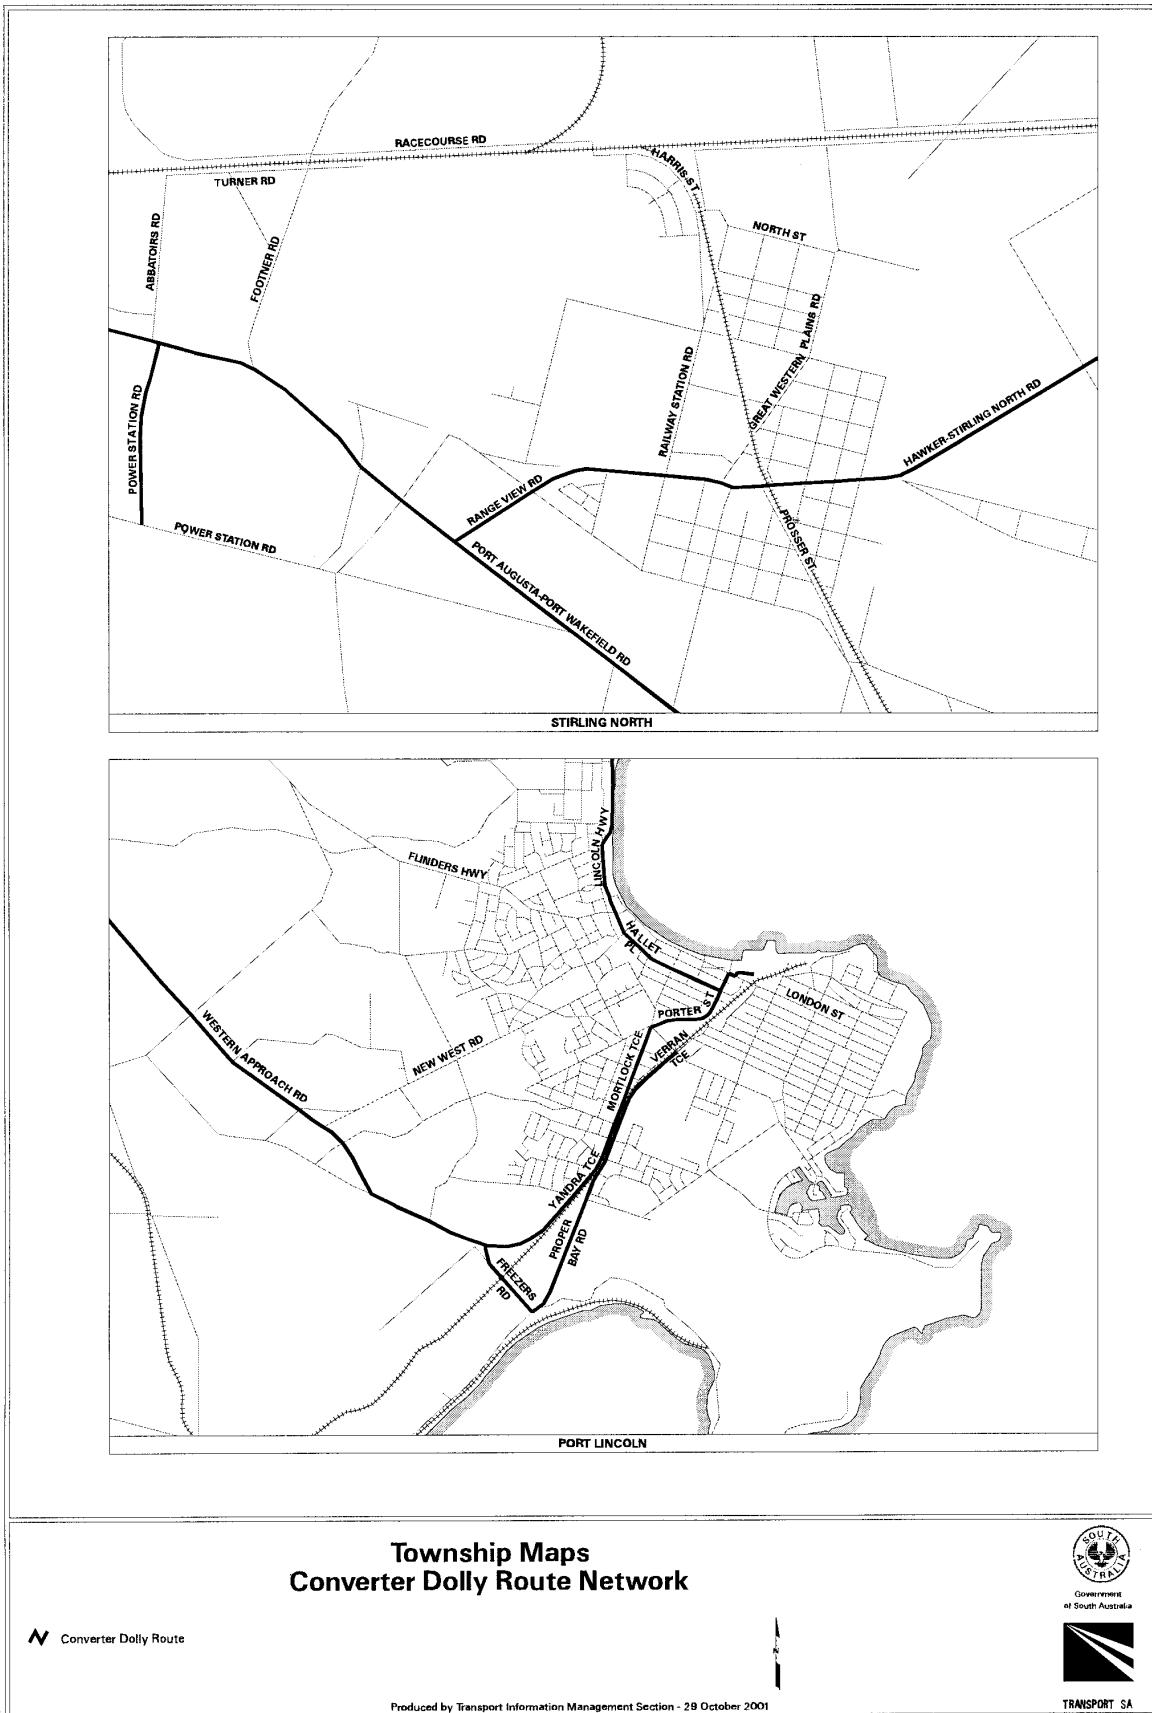 RACECOURSE RD
TURNER RD
HARRIS ST
ABBATOIRS RD
FOOTNER RD
NORTH ST
GREAT WESTERN PLAINS RD
RAILWAY STATION RD
POWER STATION RD
HAWKER-STIRLING NORTH RD
RANGE VIEW RD
POWER STATION RD
PROSSER ST
PORT AUGUSTA-PORT WAKEFIELD RD
STIRLING NORTH
LINCOLN HWY
FLINDERS HWY
HALLET
PL
LONDON ST
PORTER ST
WESTERN APPROACH RD
NEW WEST RD
MORTLOCK TCE
VERRAN
TCE
YANDRA TCE
PROPER
BAY RD
FREEZERS
RD
PORT LINCOLN
Township Maps
Converter Dolly Route Network
SOUTH
AUSTRALIA
Government
of South Australia
Converter Dolly Route
N
TRANSPORT SA
Produced by Transport Information Management Section - 29 October 2001